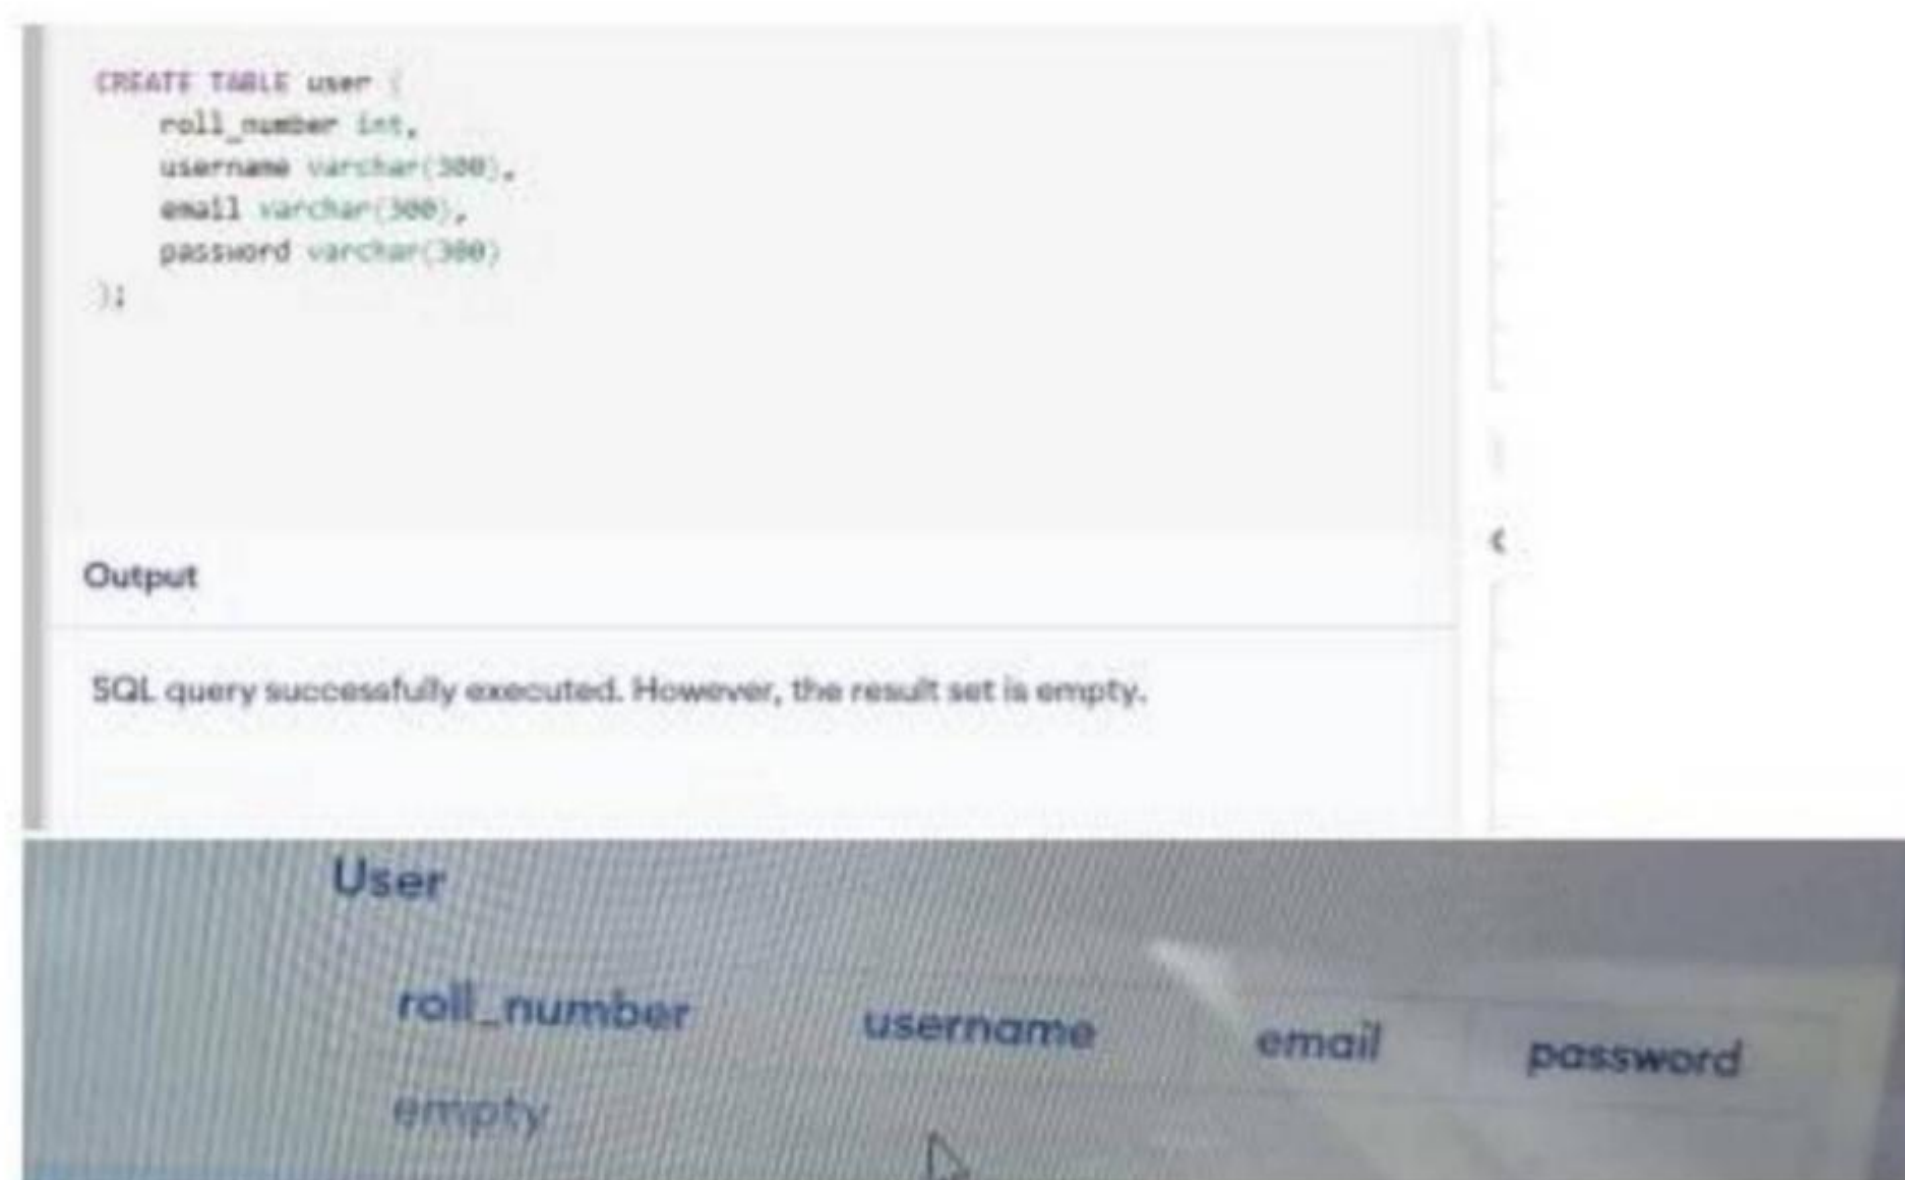 CREATE TABLE user (
roll_number int,
username varchar(300),
email varchar(300),
password varchar(300)
);
Output
SQL query successfully executed. However, the result set is empty.
User
roll_number username email password
empty